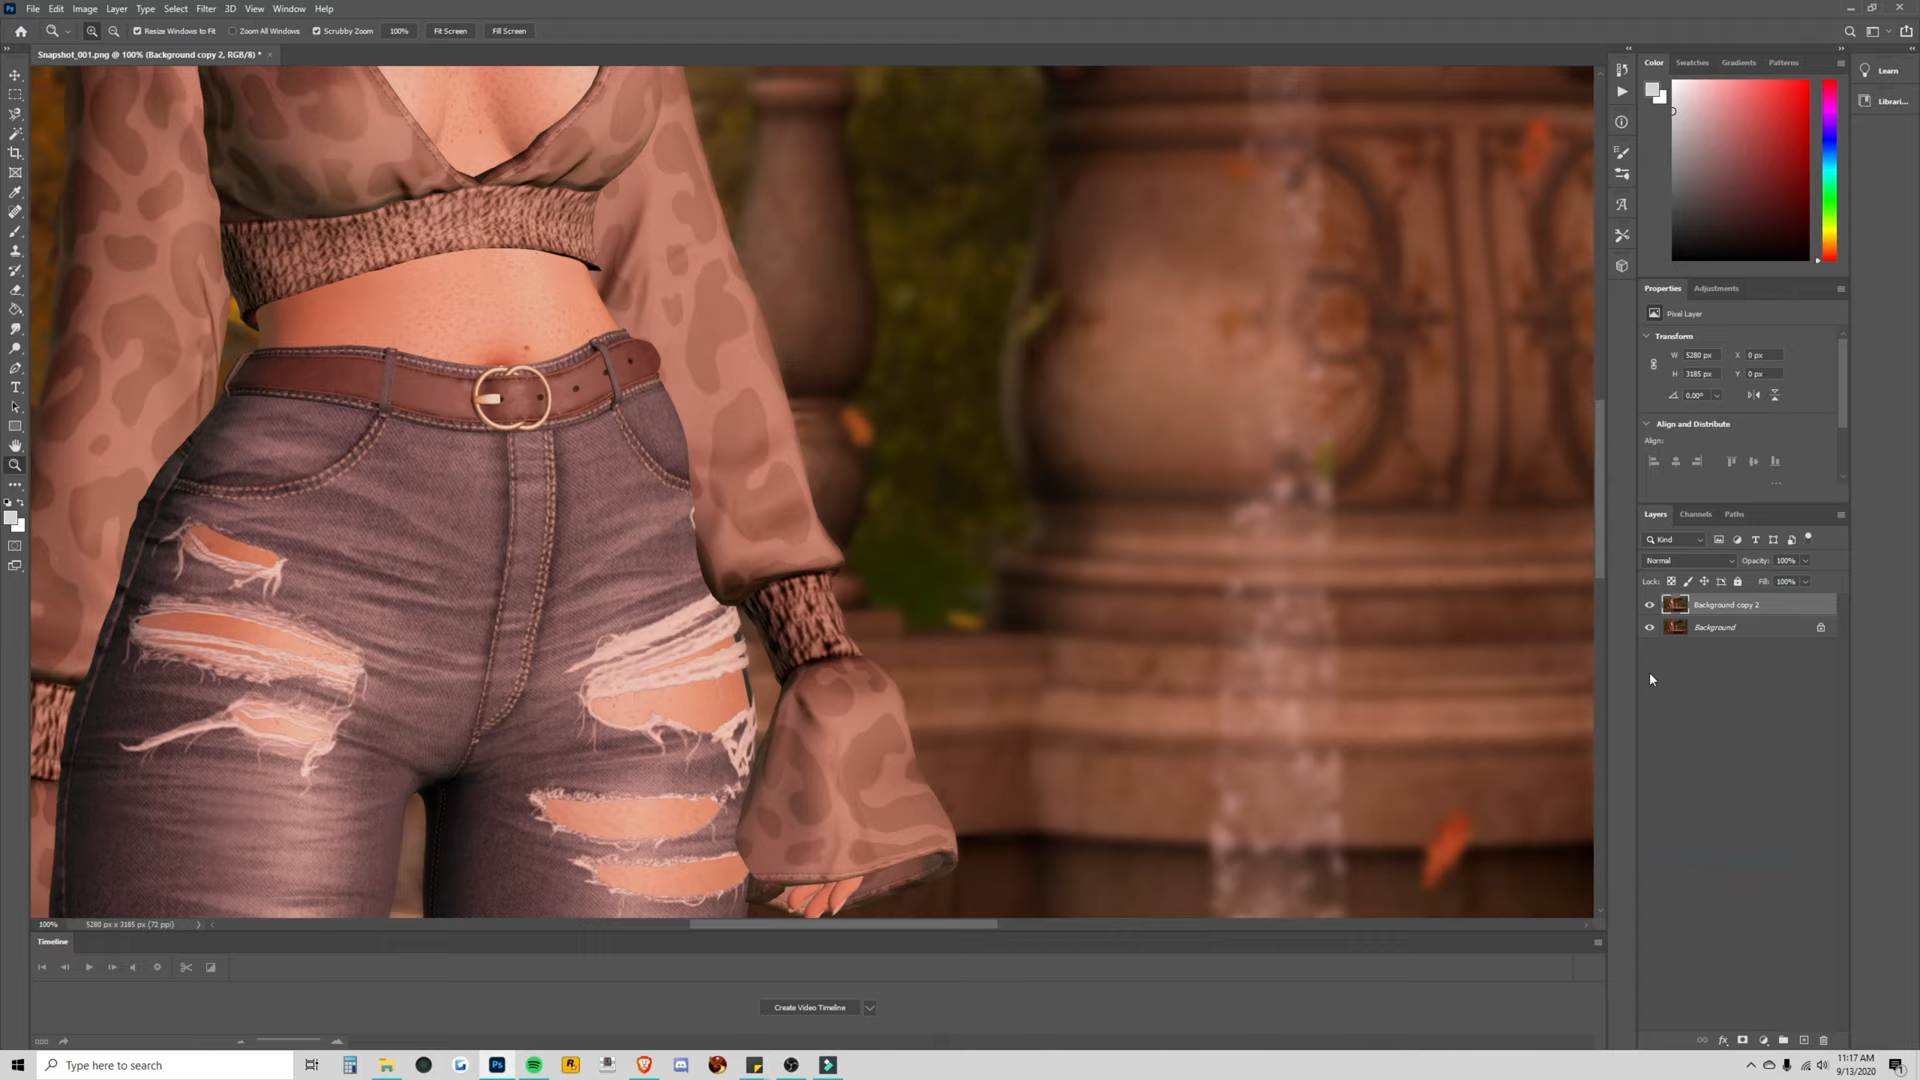 Ps File Edit Image Layer Type Select Filter 3D View Window Help
Resize Windows to Fit Zoom All Windows Scrubby Zoom 100% Fit Screen Fill Screen
Snapshot_001.png @ 100% (Background copy 2, RGB/8) * ×
Color Swatches Gradients Patterns
Learn
Librari...
Properties Adjustments
Pixel Layer
Transform
W 5280 px X 0 px
H 3185 px Y 0 px
0.00°
Align and Distribute
Align:
...
Layers Channels Paths
Kind
Normal Opacity: 100%
Lock: Fill: 100%
Background copy 2
Background
100% 5280 px x 3185 px (72 ppi)
Timeline
Create Video Timeline
Type here to search
Ps
11:17 AM
9/13/2020